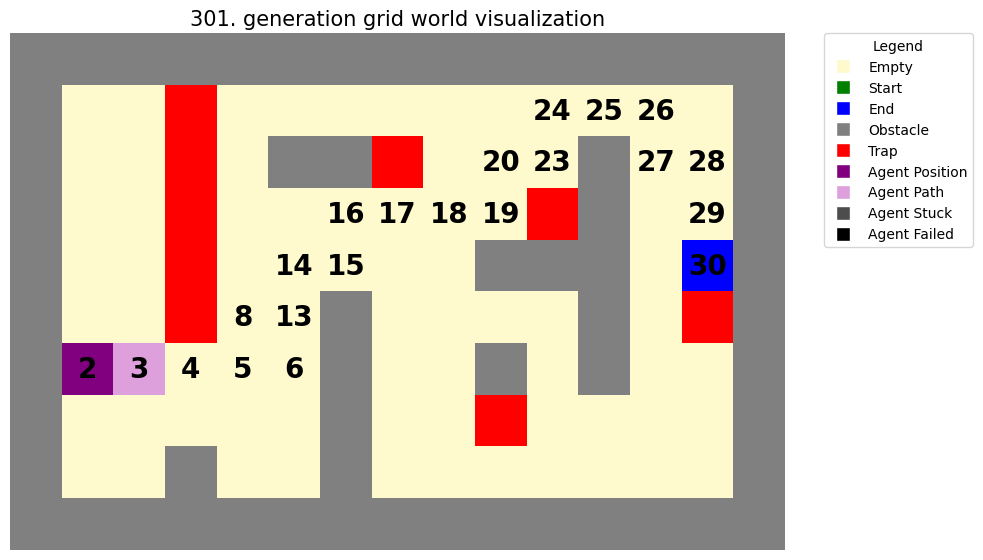 301. generation grid world visualization
24 25 26
20 23 27 28
16 17 18 19 29
14 15 30
8 13
2 3 4 5 6
Legend
Empty
Start
End
Obstacle
Trap
Agent Position
Agent Path
Agent Stuck
Agent Failed